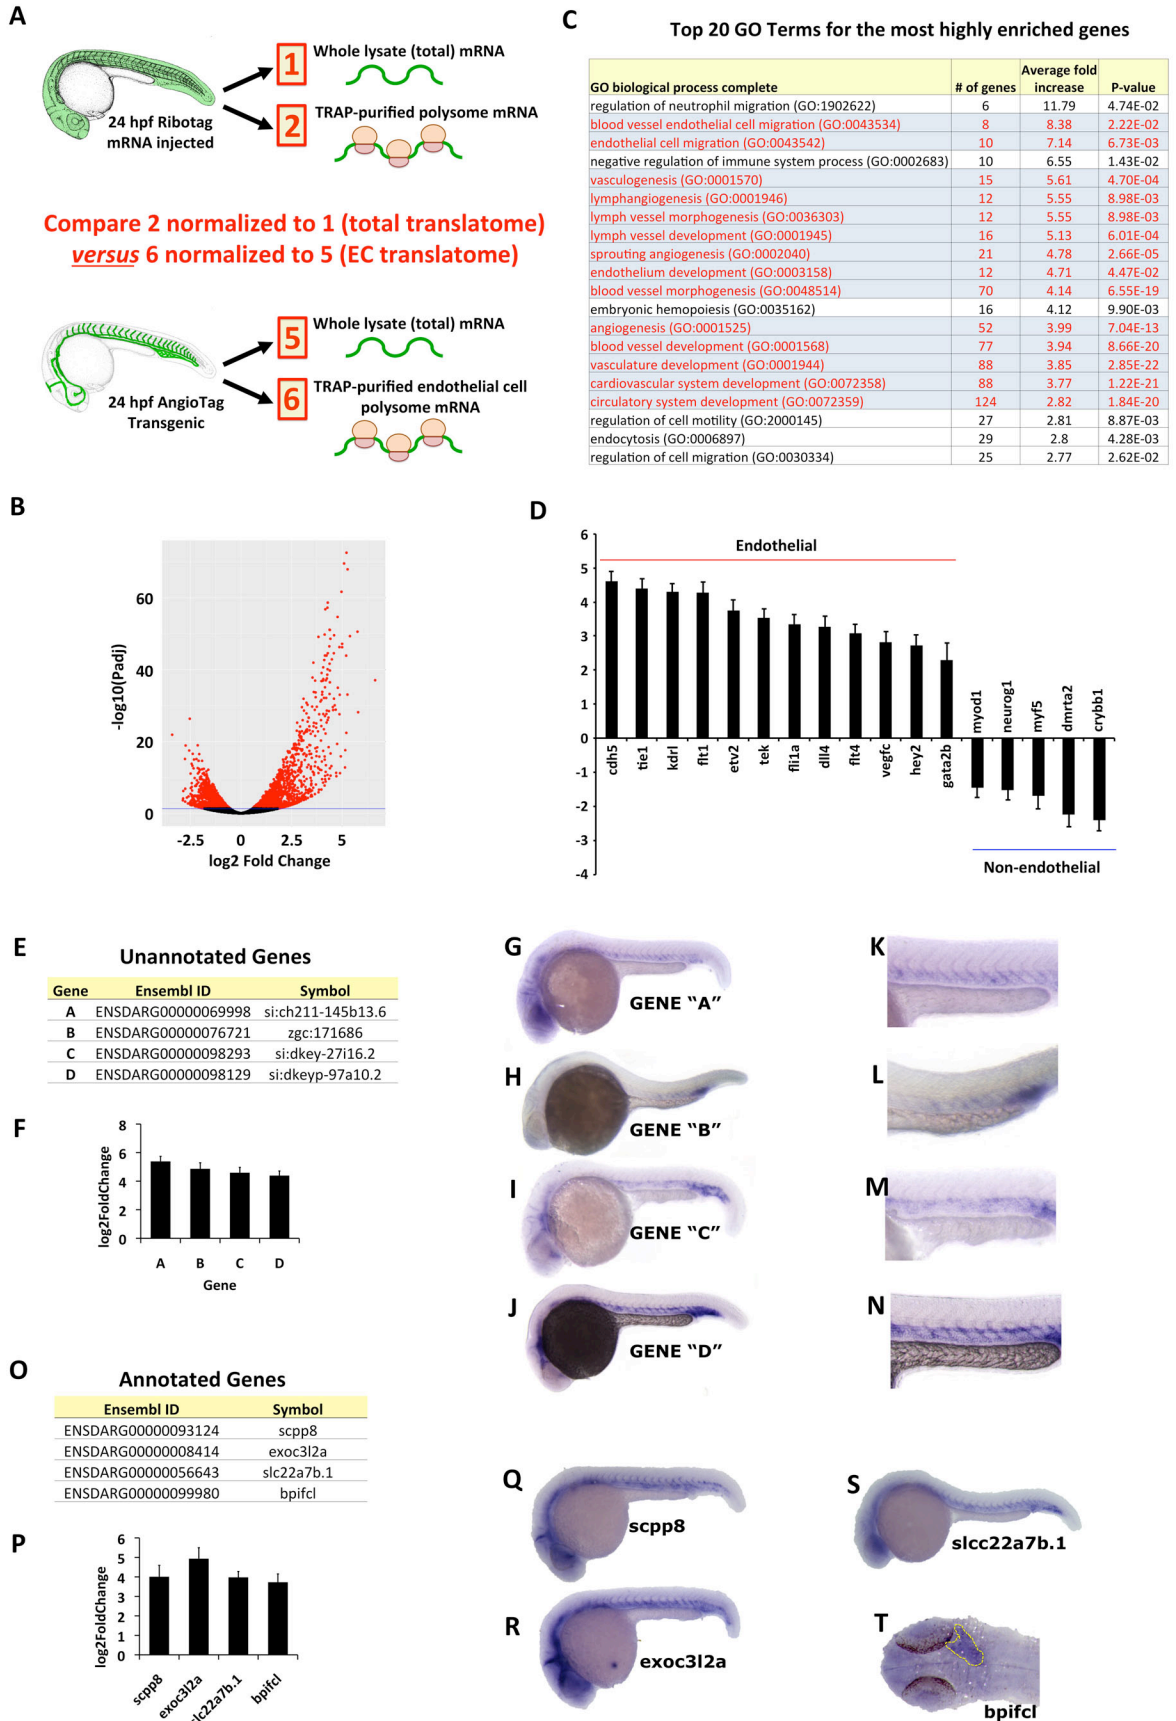 A
Whole lysate (total) mRNA
1
24 hpf Ribotag
mRNA injected
TRAP-purified polysome mRNA
2
Compare 2 normalized to 1 (total translatome)
versus 6 normalized to 5 (EC translatome)
Whole lysate (total) mRNA
5
24 hpf AngioTag
Transgenic
TRAP-purified endothelial cell
polysome mRNA
6
C
Top 20 GO Terms for the most highly enriched genes
GO biological process complete # of genes Average fold increase P-value
regulation of neutrophil migration (GO:1902622) 6 11.79 4.74E-02
blood vessel endothelial cell migration (GO:0043534) 8 8.38 2.22E-02
endothelial cell migration (GO:0043542) 10 7.14 6.73E-03
negative regulation of immune system process (GO:0002683) 10 6.55 1.43E-02
vasculogenesis (GO:0001570) 15 5.61 4.70E-04
lymphangiogenesis (GO:0001946) 12 5.55 8.98E-03
lymph vessel morphogenesis (GO:0036303) 12 5.55 8.98E-03
lymph vessel development (GO:0001945) 16 5.13 6.01E-04
sprouting angiogenesis (GO:0002040) 21 4.78 2.66E-05
endothelium development (GO:0003158) 12 4.71 4.47E-02
blood vessel morphogenesis (GO:0048514) 70 4.14 6.55E-19
embryonic hemopoiesis (GO:0035162) 16 4.12 9.90E-03
angiogenesis (GO:0001525) 52 3.99 7.04E-13
blood vessel development (GO:0001568) 77 3.94 8.66E-20
vasculature development (GO:0001944) 88 3.85 2.85E-22
cardiovascular system development (GO:0072358) 88 3.77 1.22E-21
circulatory system development (GO:0072359) 124 2.82 1.84E-20
regulation of cell motility (GO:2000145) 27 2.81 8.87E-03
endocytosis (GO:0006897) 29 2.8 4.28E-03
regulation of cell migration (GO:0030334) 25 2.77 2.62E-02
B
-log10(Padj)
60
40
20
0
-2.5 0 2.5 5
log2 Fold Change
D
6
5
4
3
2
1
0
-1
-2
-3
-4
Endothelial
cdh5 tie1 kdrl flt1 etv2 tek fli1a dll4 flt4 vegfc hey2 gata2b
myod1 neurog1 myf5 dmrta2 crybb1
Non-endothelial
E
Unannotated Genes
Gene Ensembl ID Symbol
A ENSDARG00000069998 si:ch211-145b13.6
B ENSDARG00000076721 zgc:171686
C ENSDARG00000098293 si:dkey-27i16.2
D ENSDARG00000098129 si:dkeyp-97a10.2
F
log2FoldChange
8
6
4
2
0
A B C D
Gene
G
GENE “A”
H
GENE “B”
I
GENE “C”
J
GENE “D”
K
L
M
N
O
Annotated Genes
Ensembl ID Symbol
ENSDARG00000093124 scpp8
ENSDARG00000008414 exoc3l2a
ENSDARG00000056643 slc22a7b.1
ENSDARG00000099980 bpifcl
P
log2FoldChange
6
5
4
3
2
1
0
scpp8 exoc3l2a slc22a7b.1 bpifcl
Q
scpp8
R
exoc3l2a
S
slcc22a7b.1
T
bpifcl